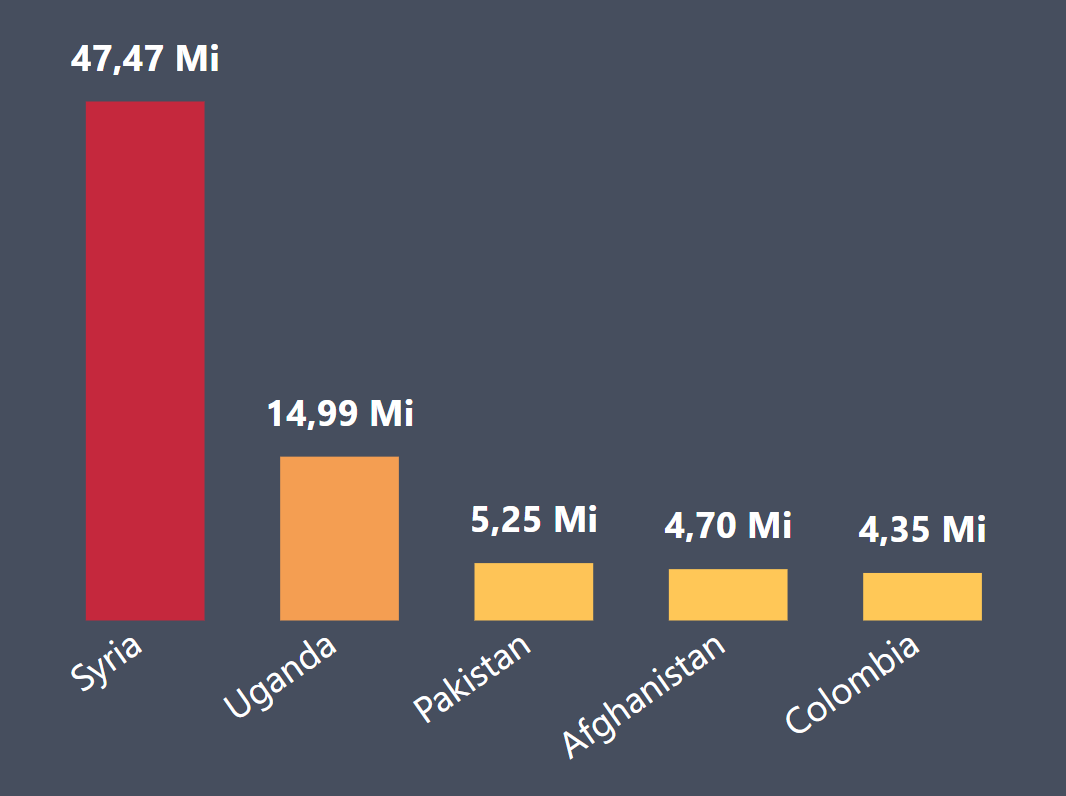 47,47 Mi
14,99 Mi
5,25 Mi
4,70 Mi
4,35 Mi
Syria
Uganda
Pakistan
Afghanistan
Colombia